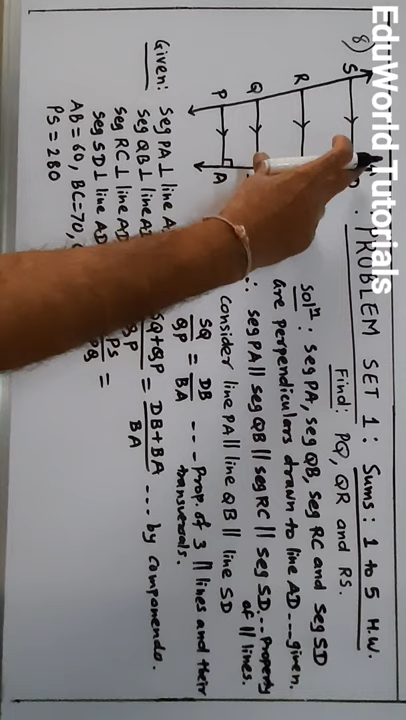 EduWorld Tutorials
PROBLEM SET 1: Sums: 1 to 5 H.W.
8)
S
R
Q
P
A
D
Find: PQ, QR and RS.
Given: seg PA ⊥ line A
seg QB ⊥ line AD
seg RC ⊥ line AD
seg SD ⊥ line AD
AB = 60, BC = 70,
PS = 280
Solⁿ: seg PA, seg QB, seg RC and seg SD
are perpendiculars drawn to line AD ---given.
∴ seg PA || seg QB || seg RC || seg SD --- Property of || lines.
Consider line PA || line QB || line SD
SQ/QP = DB/BA --- Prop. of 3 || lines and their transversals.
SQ+QP/QP = DB+BA/BA --- by componendo.
PS/PQ =